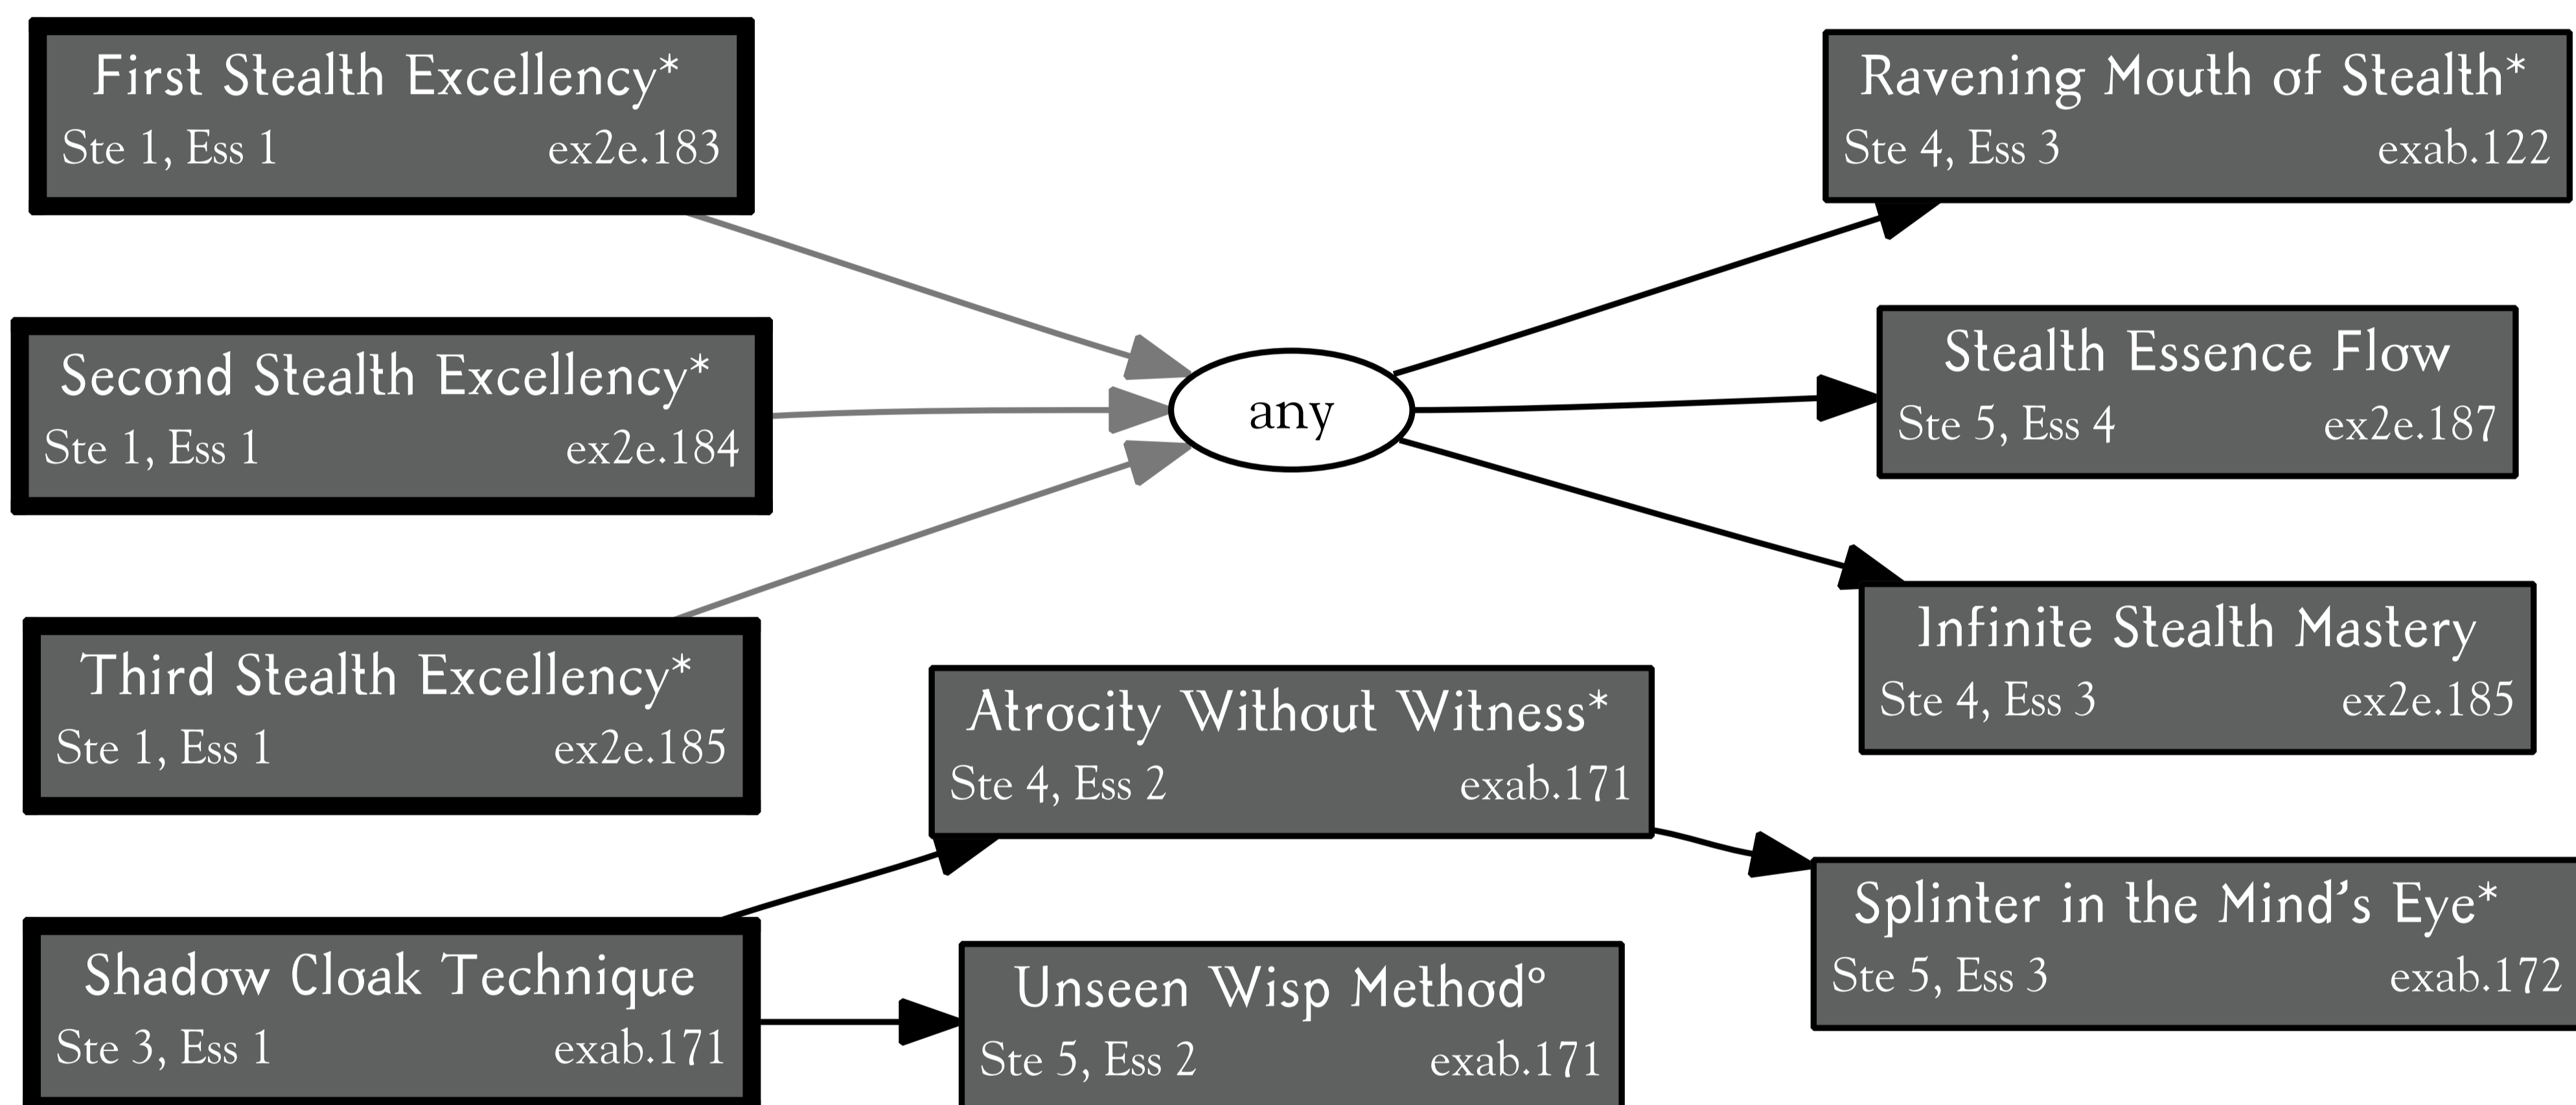 First Stealth Excellency*
Ste 1, Ess 1 ex2e.183
Second Stealth Excellency*
Ste 1, Ess 1 ex2e.184
Third Stealth Excellency*
Ste 1, Ess 1 ex2e.185
Shadow Cloak Technique
Ste 3, Ess 1 exab.171
any
Atrocity Without Witness*
Ste 4, Ess 2 exab.171
Unseen Wisp Method°
Ste 5, Ess 2 exab.171
Ravening Mouth of Stealth*
Ste 4, Ess 3 exab.122
Stealth Essence Flow
Ste 5, Ess 4 ex2e.187
Infinite Stealth Mastery
Ste 4, Ess 3 ex2e.185
Splinter in the Mind's Eye*
Ste 5, Ess 3 exab.172